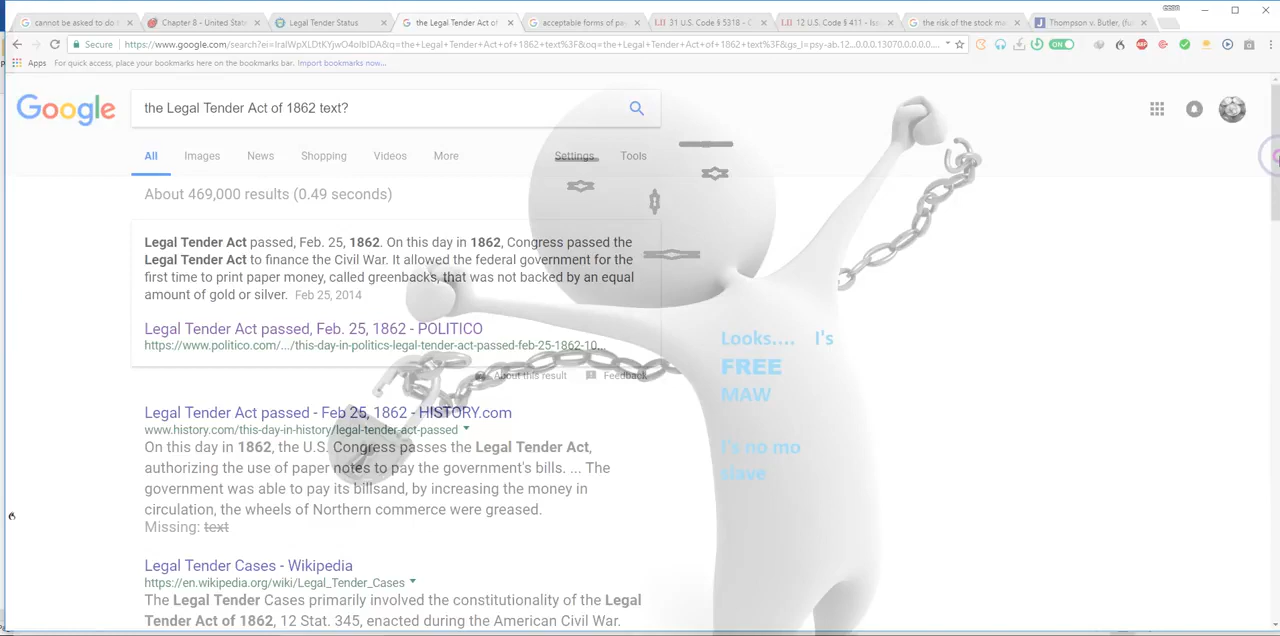 cannot be asked to do t
Chapter 8 - United State
Legal Tender Status
the Legal Tender Act of
acceptable forms of pa
31 U.S. Code § 5318 - C
12 U.S. Code § 411 - Iss
the risk of the stock ma
Thompson v. Butler, (ful
Secure
ON
Apps For quick access, place your bookmarks here on the bookmarks bar. Import bookmarks now...
Google
the Legal Tender Act of 1862 text?
All Images News Shopping Videos More Settings Tools
About 469,000 results (0.49 seconds)
Legal Tender Act passed, Feb. 25, 1862. On this day in 1862, Congress passed the
Legal Tender Act to finance the Civil War. It allowed the federal government for the
first time to print paper money, called greenbacks, that was not backed by an equal
amount of gold or silver. Feb 25, 2014
Legal Tender Act passed, Feb. 25, 1862 - POLITICO
https://www.politico.com/.../this-day-in-politics-legal-tender-act-passed-feb-25-1862-10...
About this result Feedback
Legal Tender Act passed - Feb 25, 1862 - HISTORY.com
www.history.com/this-day-in-history/legal-tender-act-passed
On this day in 1862, the U.S. Congress passes the Legal Tender Act,
authorizing the use of paper notes to pay the government's bills. ... The
government was able to pay its billsand, by increasing the money in
circulation, the wheels of Northern commerce were greased.
Missing: text
Legal Tender Cases - Wikipedia
https://en.wikipedia.org/wiki/Legal_Tender_Cases
The Legal Tender Cases primarily involved the constitutionality of the Legal
Tender Act of 1862, 12 Stat. 345, enacted during the American Civil War.
Looks.... I's
FREE
MAW
I's no mo
slave